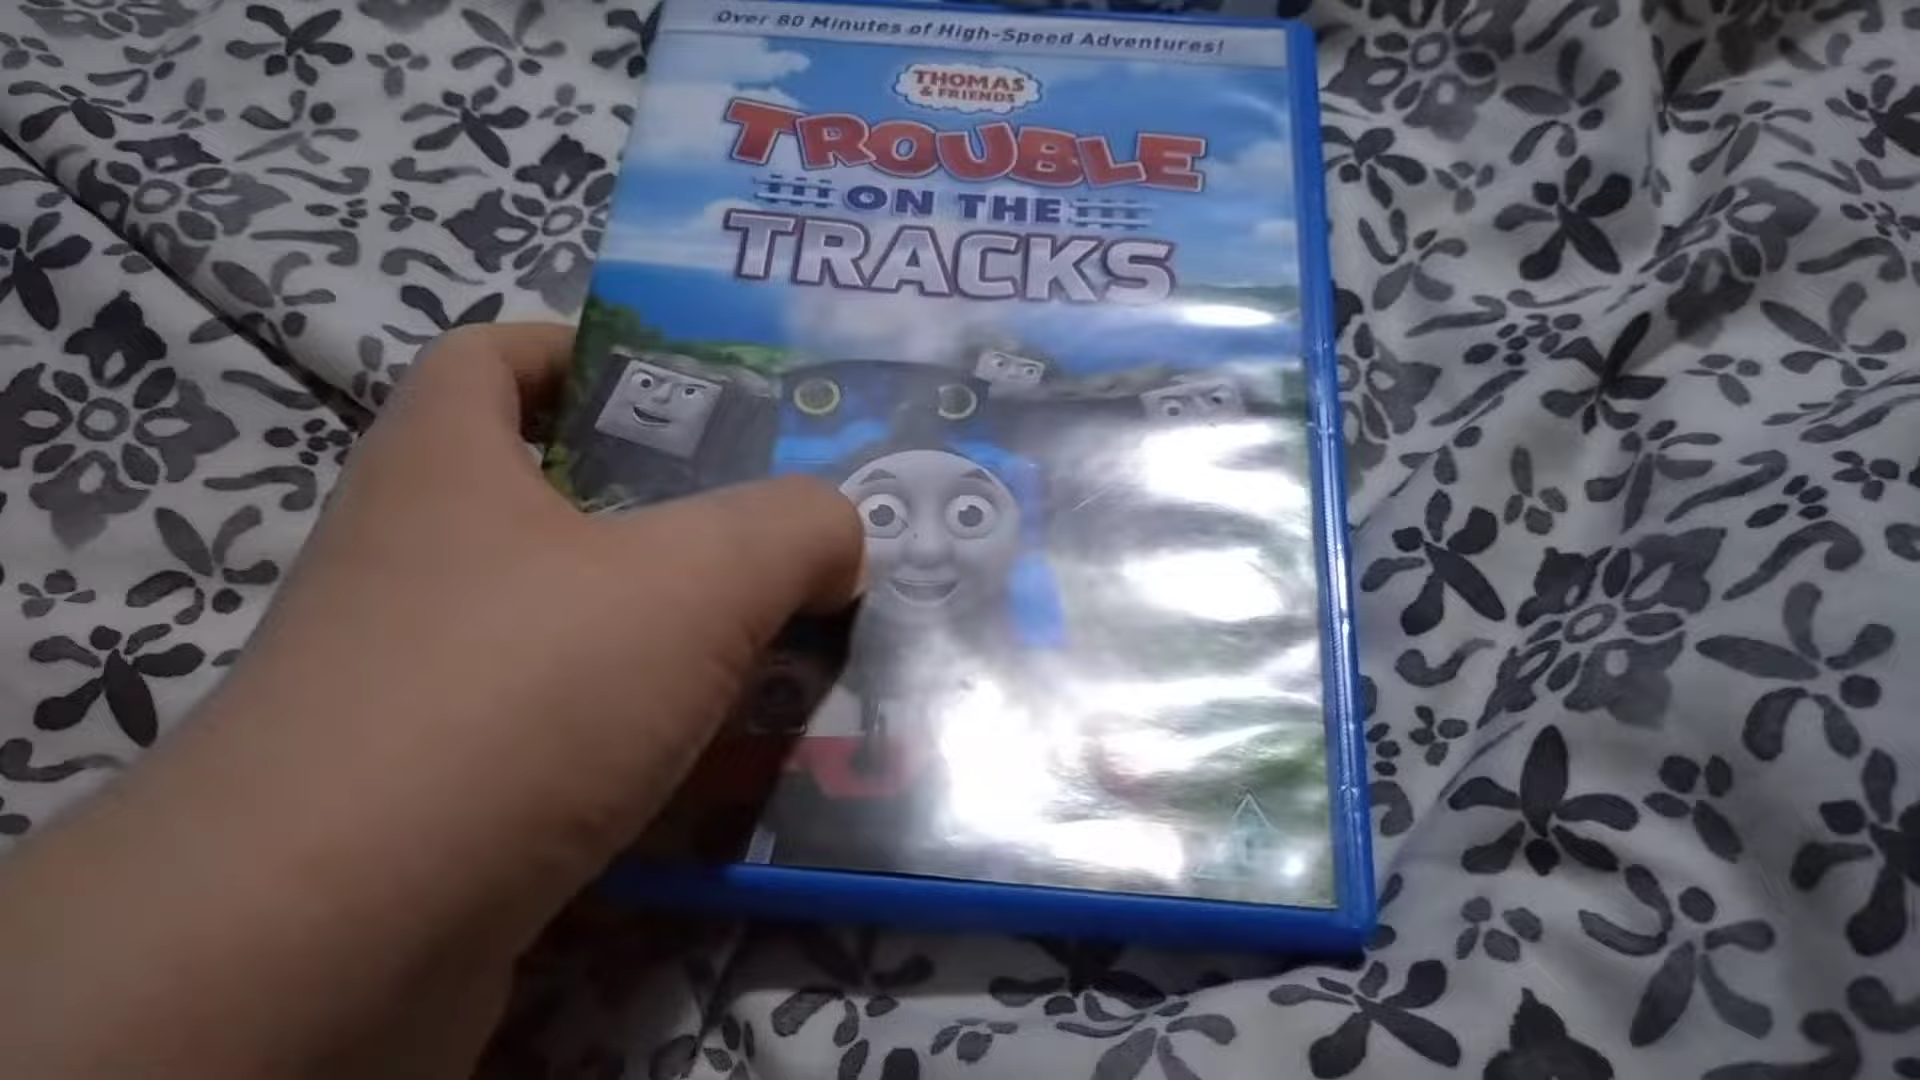 Over 80 Minutes of High-Speed Adventures!
THOMAS
& FRIENDS
TROUBLE
ON THE
TRACKS